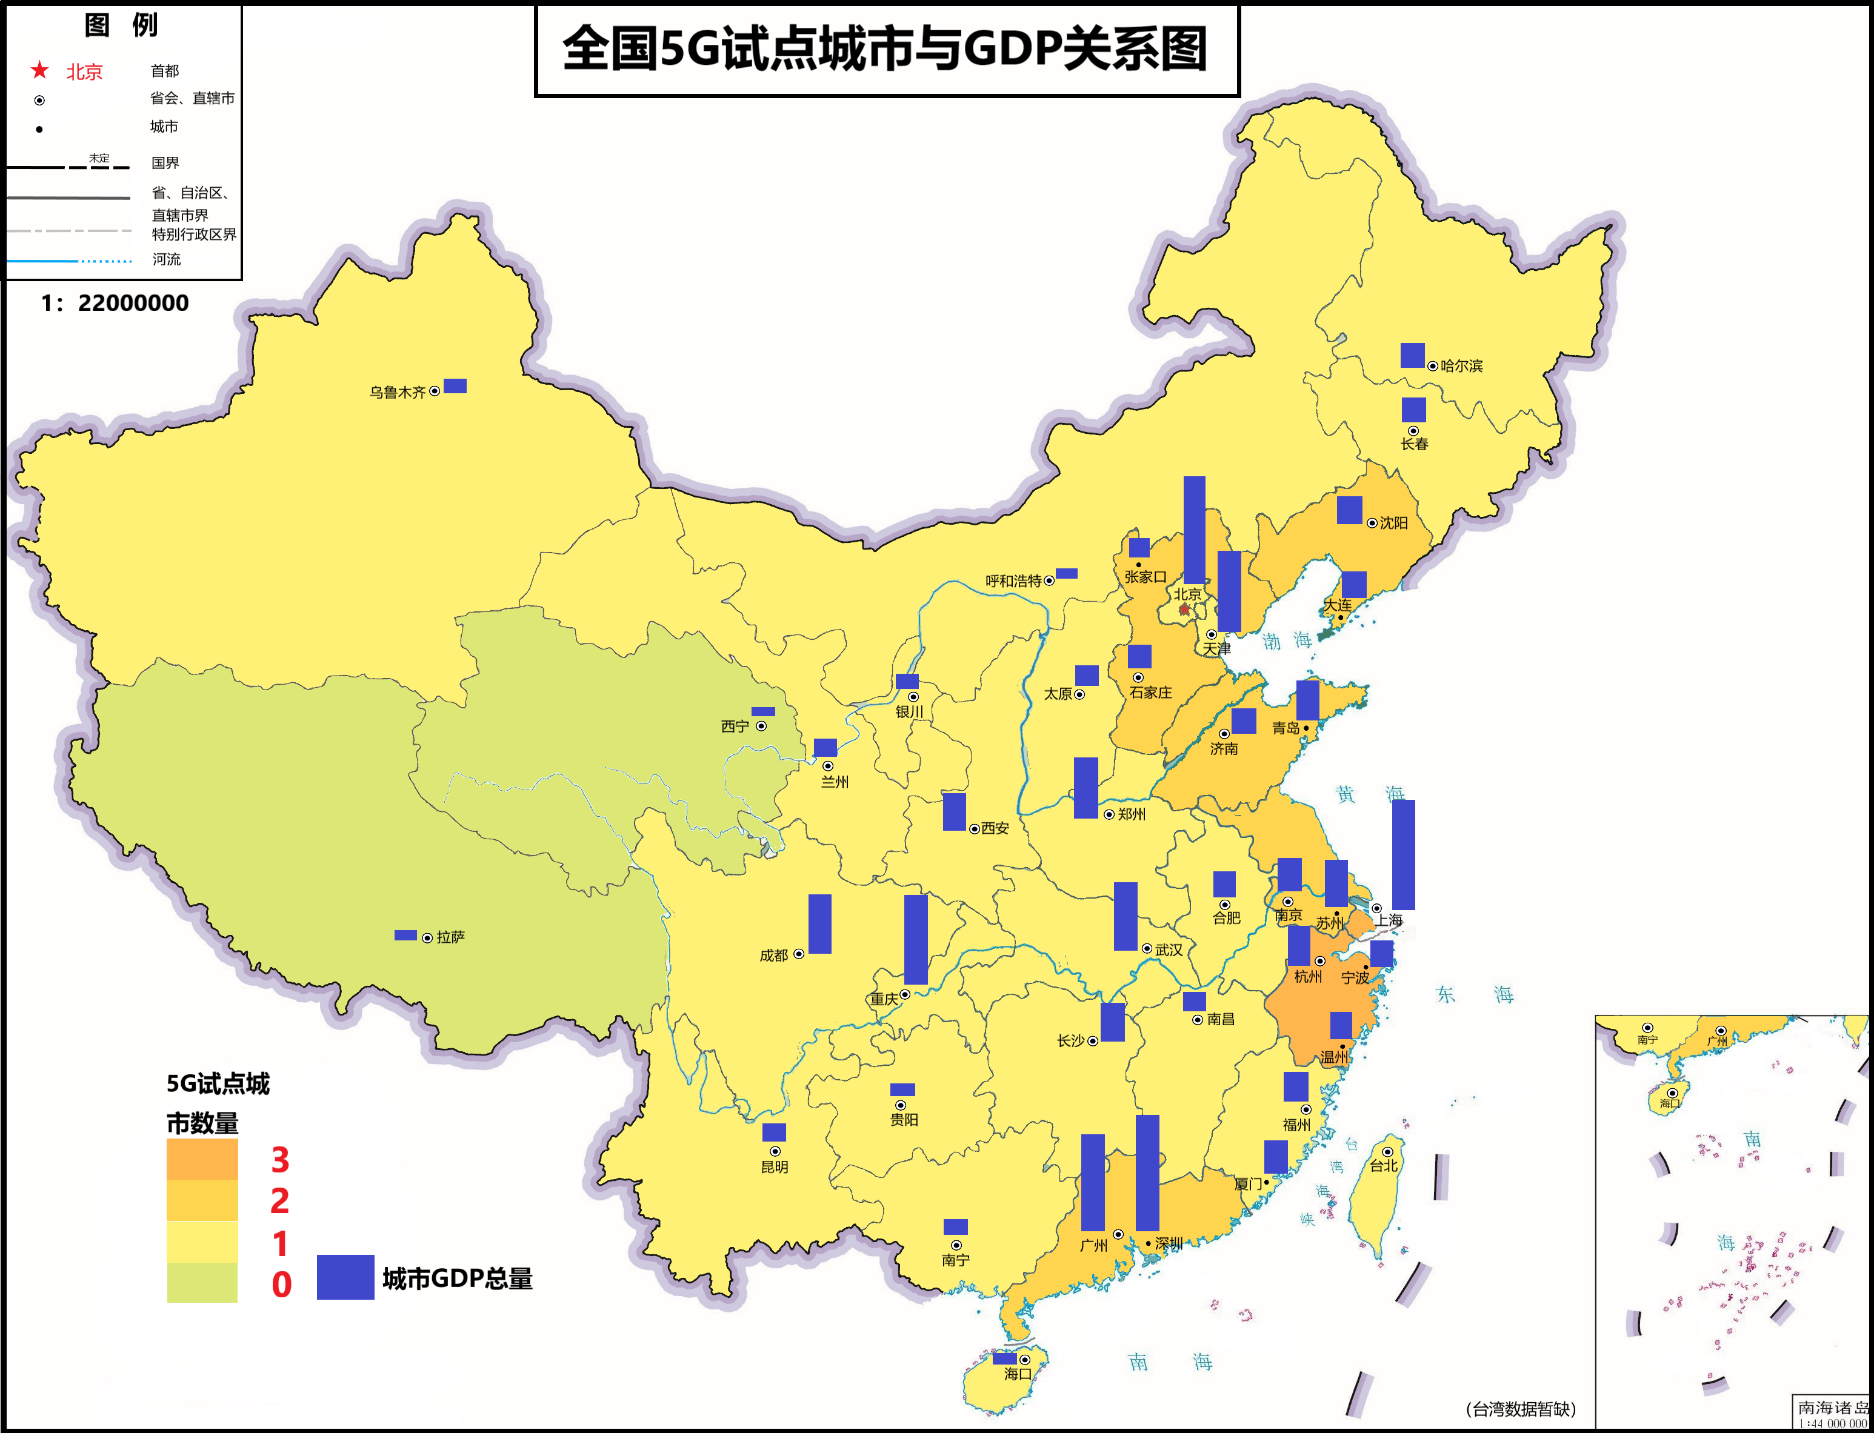 全国5G试点城市与GDP关系图
图 例
北京 首都
省会、直辖市
城市
未定
国界
省、自治区、
直辖市界
特别行政区界
河流
1：22000000
哈尔滨
乌鲁木齐
长春
沈阳
呼和浩特
张家口
北京
大连
天津
渤 海
银川
太原
石家庄
西宁
济南
青岛
兰州
黄 海
西安
郑州
合肥
南京
苏州
上海
拉萨
成都
武汉
杭州
宁波
重庆
南昌
东 海
长沙
温州
贵阳
福州
昆明
台北
厦门
台
湾
海
峡
广州
深圳
南宁
海口
南 海
5G试点城
市数量
3
2
1
0
城市GDP总量
(台湾数据暂缺)
南宁
广州
海口
南
海
南海诸岛
1:44 000 000